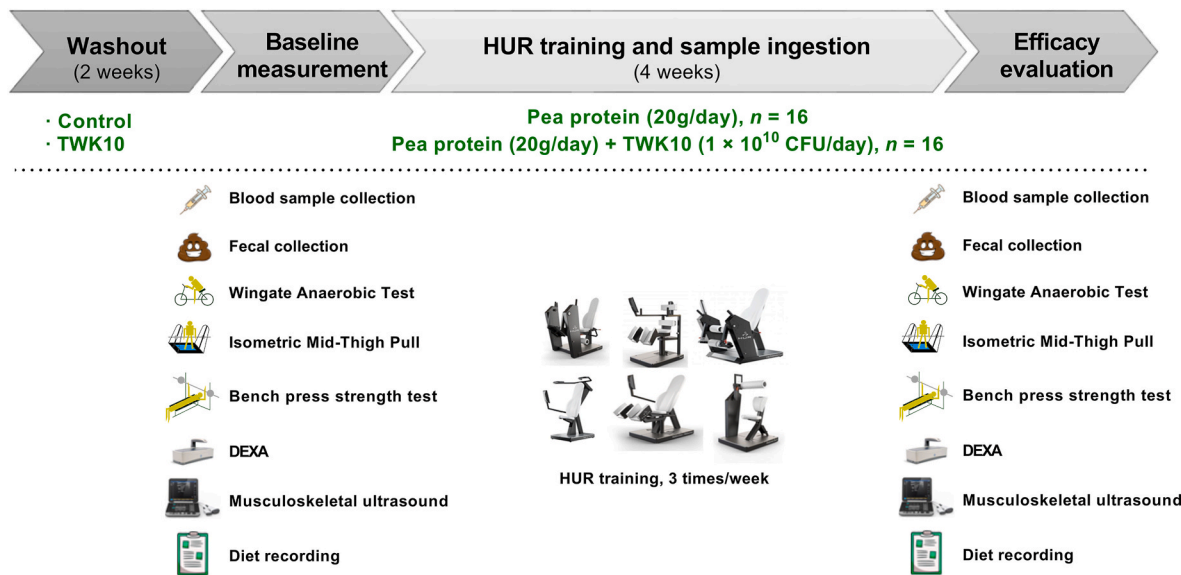 Washout
(2 weeks)
Baseline
measurement
HUR training and sample ingestion
(4 weeks)
Efficacy
evaluation
· Control
· TWK10
Pea protein (20g/day), n = 16
Pea protein (20g/day) + TWK10 (1 × 10¹⁰ CFU/day), n = 16
Blood sample collection
Fecal collection
Wingate Anaerobic Test
Isometric Mid-Thigh Pull
Bench press strength test
DEXA
Musculoskeletal ultrasound
Diet recording
HUR training, 3 times/week
Blood sample collection
Fecal collection
Wingate Anaerobic Test
Isometric Mid-Thigh Pull
Bench press strength test
DEXA
Musculoskeletal ultrasound
Diet recording